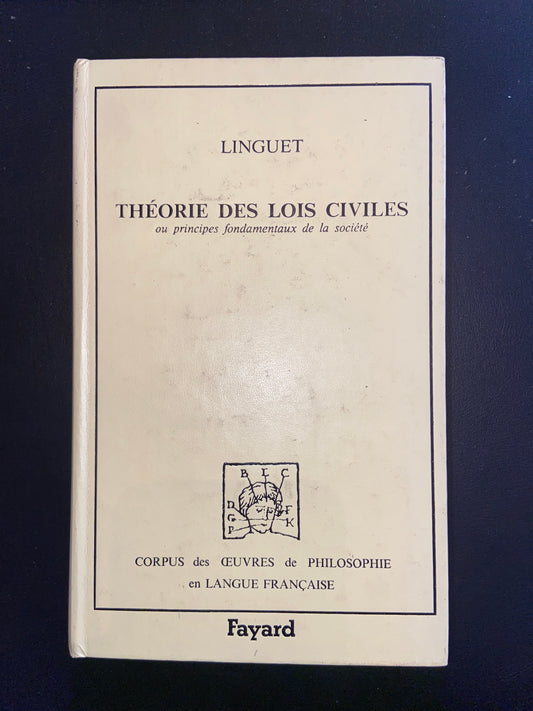 LINGUET
THÉORIE DES LOIS CIVILES
ou principes fondamentaux de la société
B L C
D F
G K
P
CORPUS des ŒUVRES de PHILOSOPHIE
en LANGUE FRANÇAISE
Fayard